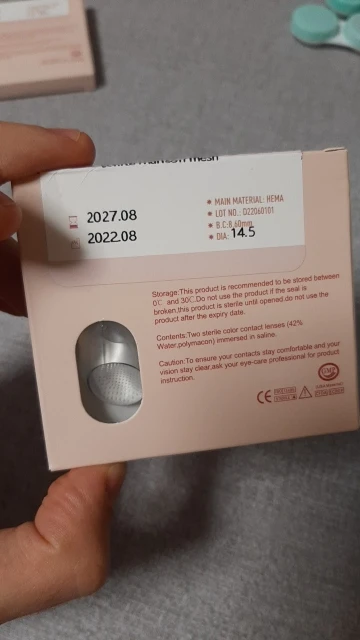 mesh
2027.08
2022.08
* MAIN MATERIAL: HEMA
* LOT NO.: D22060101
* B.C:8.60mm
* DIA: 14.5
Storage:This product is recommended to be stored between
0℃ and 30℃.Do not use the product if the seal is
broken,this product is sterile until opened,do not use the
product after the expiry date.
Contents:Two sterile color contact lenses (42%
Water,polymacon) immersed in saline.
Caution:To ensure your contacts stay comfortable and your
vision stay clear,ask your eye-care professional for product
instruction.
GMP
CE